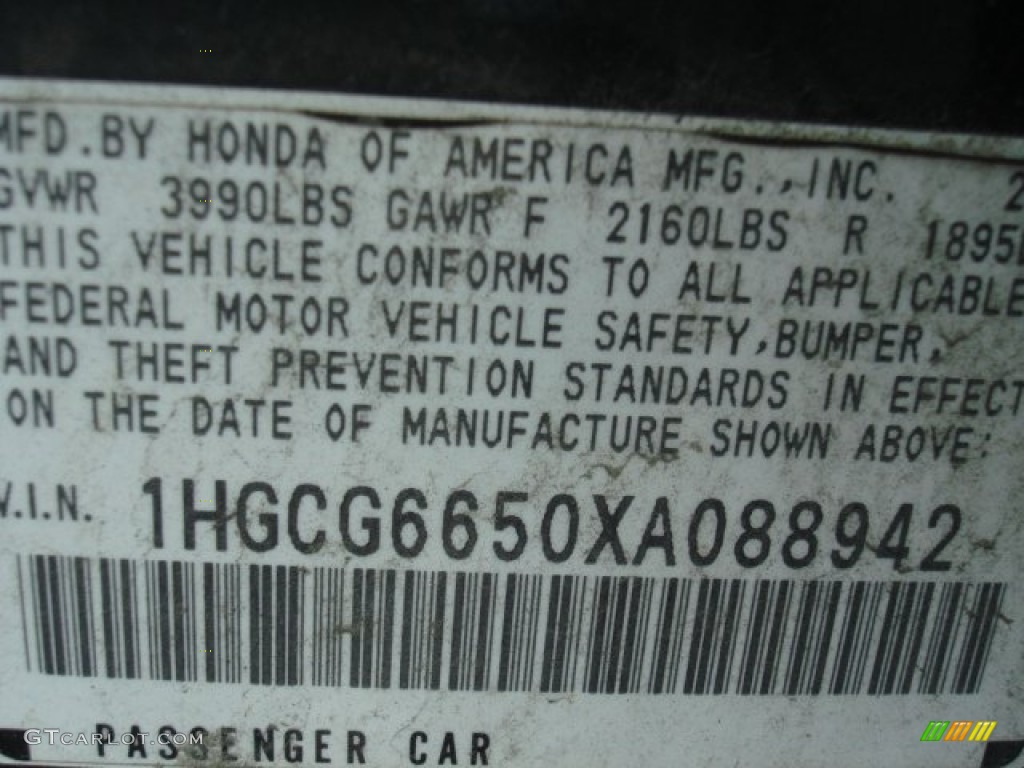 MFD.BY HONDA OF AMERICA MFG.,INC. 2
GVWR 3990LBS GAWR F 2160LBS R 1895L
THIS VEHICLE CONFORMS TO ALL APPLICABLE
FEDERAL MOTOR VEHICLE SAFETY,BUMPER,
AND THEFT PREVENTION STANDARDS IN EFFECT
ON THE DATE OF MANUFACTURE SHOWN ABOVE:
V.I.N. 1HGCG6650XA088942
PASSENGER CAR
GTcarlot.com